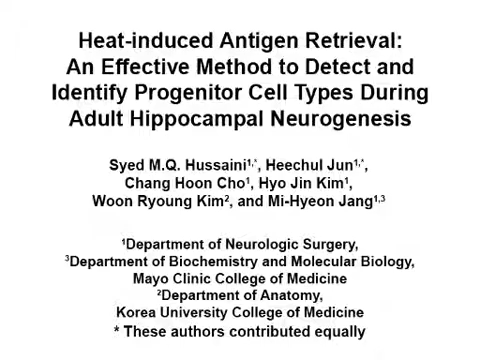 Heat-induced Antigen Retrieval:
An Effective Method to Detect and
Identify Progenitor Cell Types During
Adult Hippocampal Neurogenesis
Syed M.Q. Hussaini¹,*, Heechul Jun¹,*,
Chang Hoon Cho¹, Hyo Jin Kim¹,
Woon Ryoung Kim², and Mi-Hyeon Jang¹,³
¹Department of Neurologic Surgery,
³Department of Biochemistry and Molecular Biology,
Mayo Clinic College of Medicine
²Department of Anatomy,
Korea University College of Medicine
* These authors contributed equally